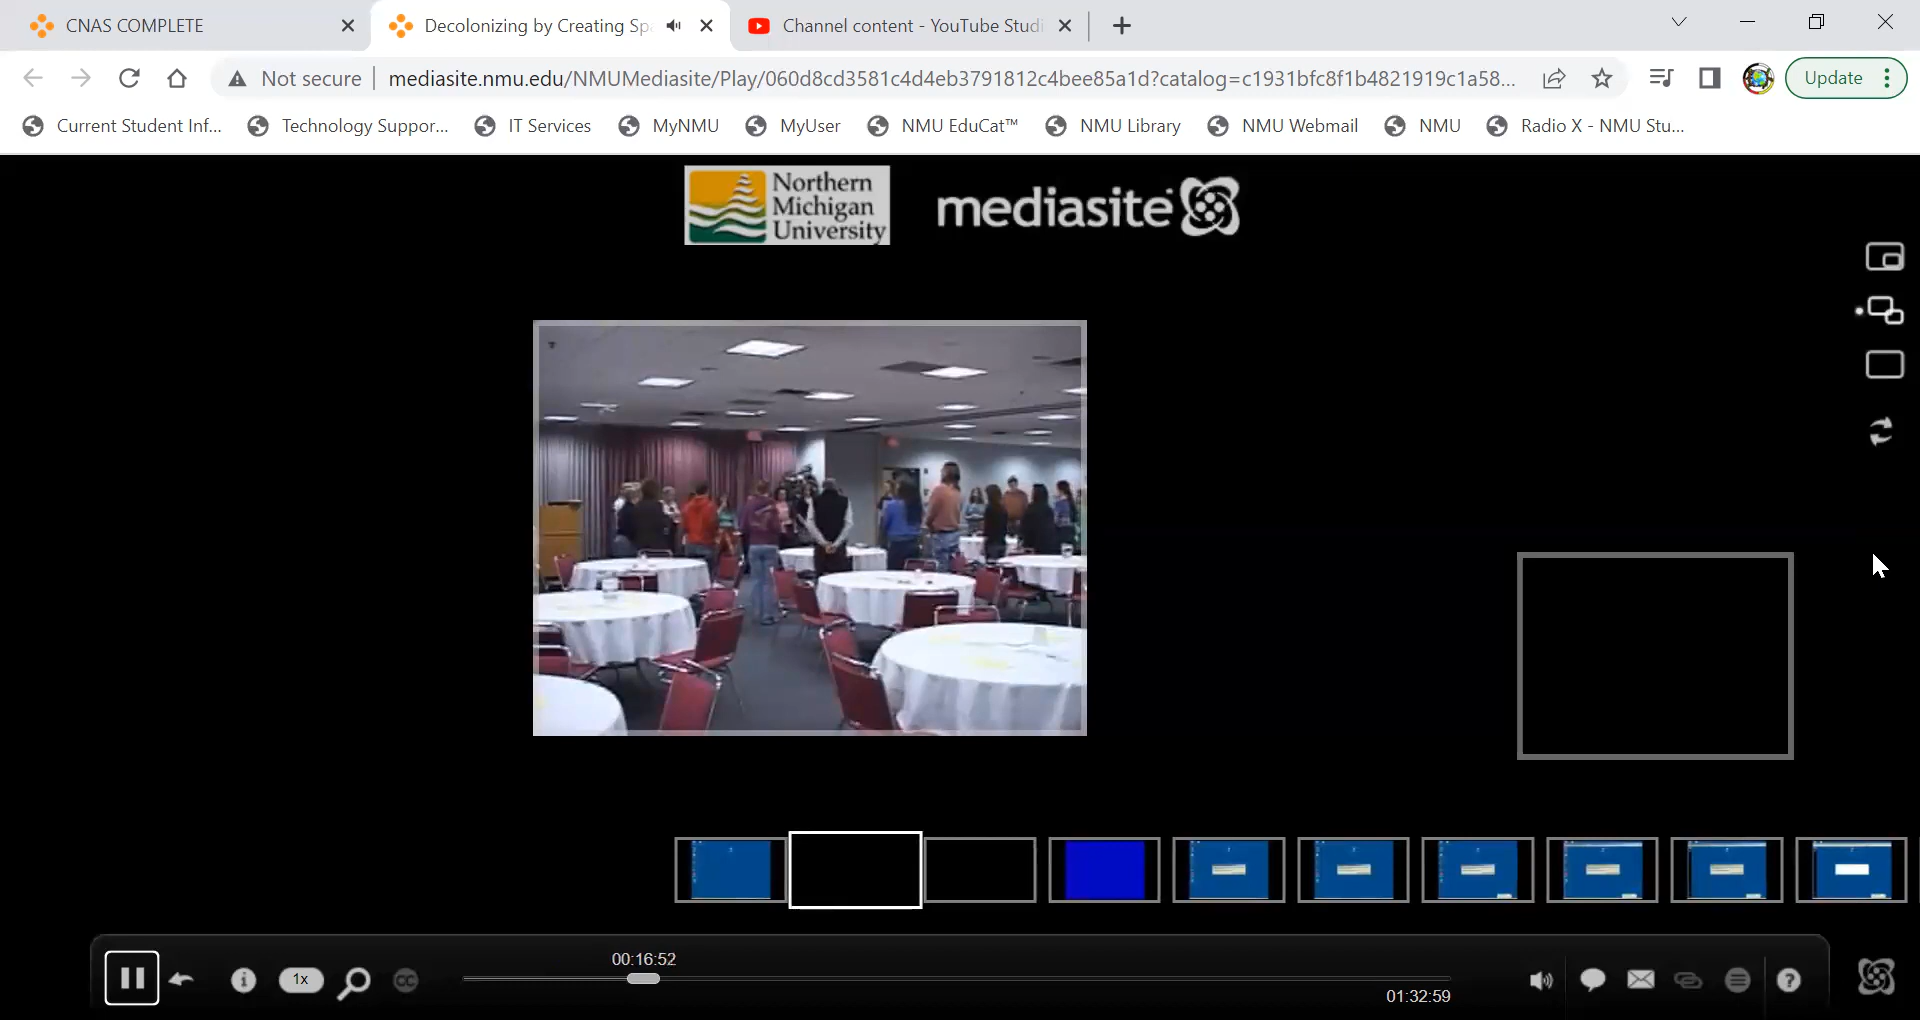 CNAS COMPLETE
Decolonizing by Creating Sp
Channel content - YouTube Studi
Not secure
mediasite.nmu.edu/NMUMediasite/Play/060d8cd3581c4d4eb3791812c4bee85a1d?catalog=c1931bfc8f1b4821919c1a58...
Update
Current Student Inf...
Technology Suppor...
IT Services
MyNMU
MyUser
NMU EduCat™
NMU Library
NMU Webmail
NMU
Radio X - NMU Stu...
Northern
Michigan
University
mediasite
00:16:52
1x
CC
01:32:59